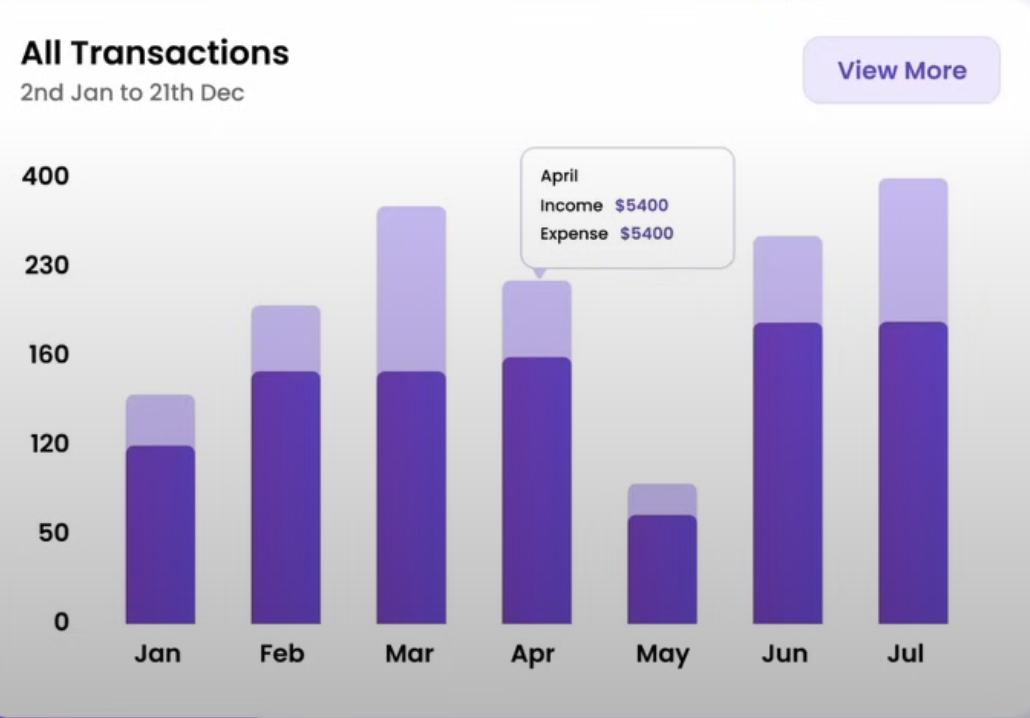 All Transactions
2nd Jan to 21th Dec
View More
400
230
160
120
50
0
April
Income $5400
Expense $5400
Jan Feb Mar Apr May Jun Jul